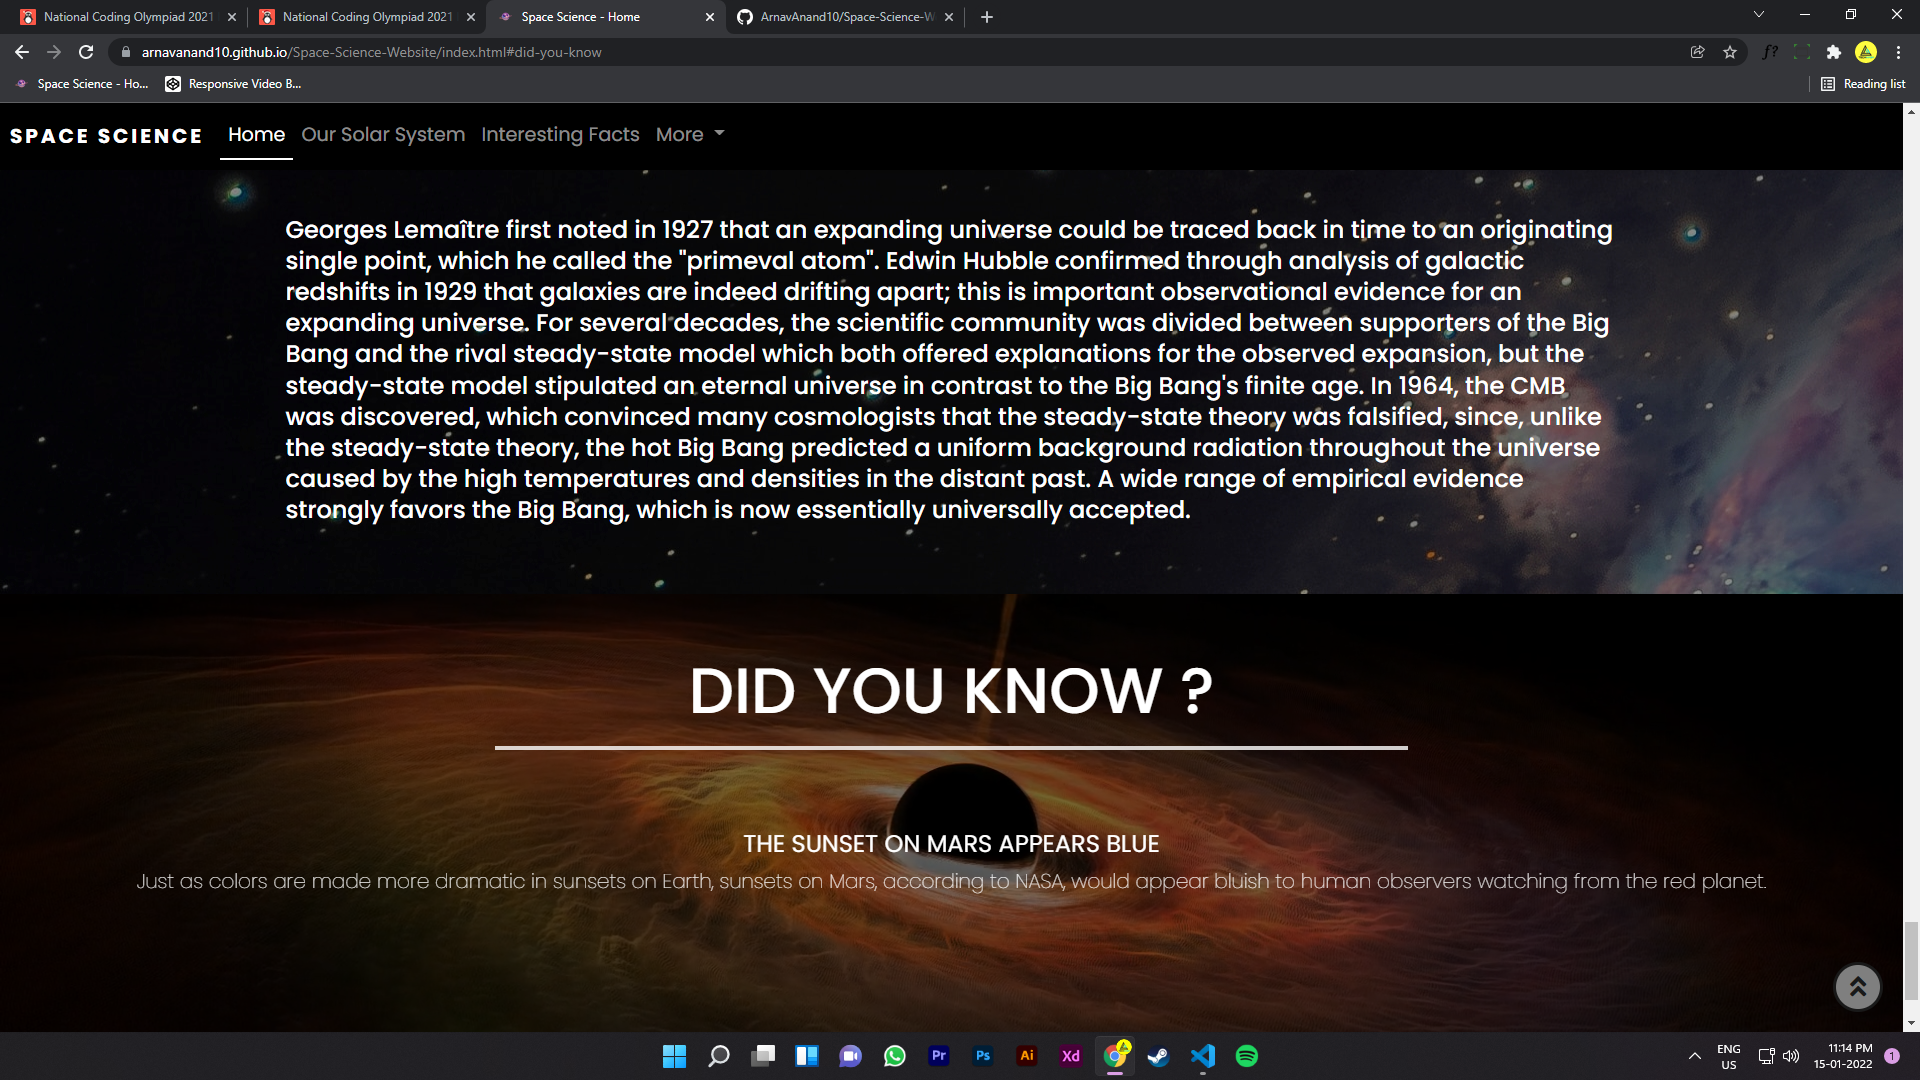 National Coding Olympiad 2021
National Coding Olympiad 2021
Space Science - Home
ArnavAnand10/Space-Science-W
arnavanand10.github.io/Space-Science-Website/index.html#did-you-know
Space Science - Ho...
Responsive Video B...
Reading list
SPACE SCIENCE
Home
Our Solar System
Interesting Facts
More
Georges Lemaître first noted in 1927 that an expanding universe could be traced back in time to an originating
single point, which he called the "primeval atom". Edwin Hubble confirmed through analysis of galactic
redshifts in 1929 that galaxies are indeed drifting apart; this is important observational evidence for an
expanding universe. For several decades, the scientific community was divided between supporters of the Big
Bang and the rival steady-state model which both offered explanations for the observed expansion, but the
steady-state model stipulated an eternal universe in contrast to the Big Bang's finite age. In 1964, the CMB
was discovered, which convinced many cosmologists that the steady-state theory was falsified, since, unlike
the steady-state theory, the hot Big Bang predicted a uniform background radiation throughout the universe
caused by the high temperatures and densities in the distant past. A wide range of empirical evidence
strongly favors the Big Bang, which is now essentially universally accepted.
DID YOU KNOW ?
THE SUNSET ON MARS APPEARS BLUE
Just as colors are made more dramatic in sunsets on Earth, sunsets on Mars, according to NASA, would appear bluish to human observers watching from the red planet.
f?
Pr
Ps
Ai
Xd
ENG
US
11:14 PM
15-01-2022
1